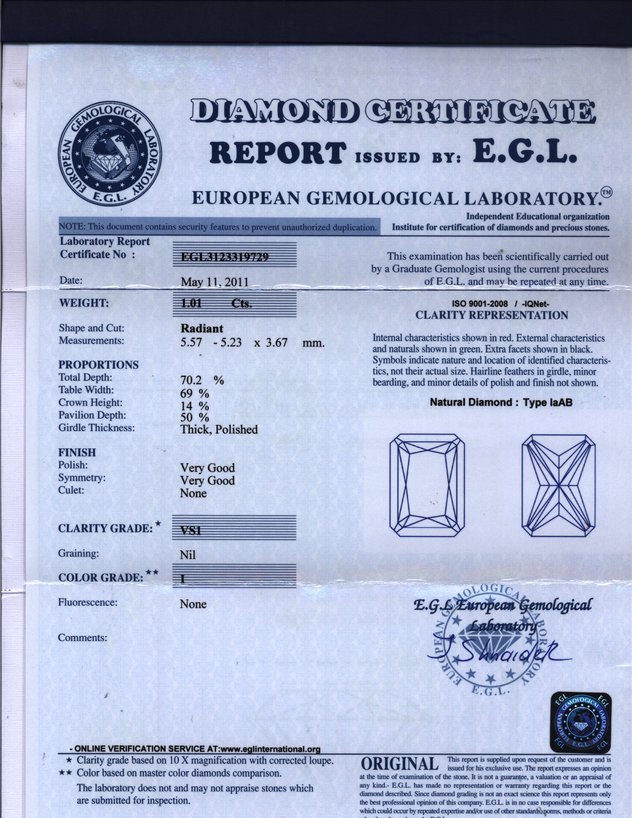 EUROPEAN GEMOLOGICAL LABORATORY
E.G.L.
DIAMOND CERTIFICATE
REPORT ISSUED BY: E.G.L.
EUROPEAN GEMOLOGICAL LABORATORY.™
Independent Educational organization
NOTE: This document contains security features to prevent unauthorized duplication.
Institute for certification of diamonds and precious stones.
Laboratory Report
Certificate No : EGL3123319729
Date: May 11, 2011
This examination has been scientifically carried out
by a Graduate Gemologist using the current procedures
of E.G.L. and may be repeated at any time.
WEIGHT: 1.01 Cts.
Shape and Cut: Radiant
Measurements: 5.57 - 5.23 x 3.67 mm.
PROPORTIONS
Total Depth: 70.2 %
Table Width: 69 %
Crown Height: 14 %
Pavilion Depth: 50 %
Girdle Thickness: Thick, Polished
FINISH
Polish: Very Good
Symmetry: Very Good
Culet: None
CLARITY GRADE: * VS1
Graining: Nil
COLOR GRADE: ** I
Fluorescence: None
Comments:
ISO 9001-2008 / -IQNet-
CLARITY REPRESENTATION
Internal characteristics shown in red. External characteristics
and naturals shown in green. Extra facets shown in black.
Symbols indicate nature and location of identified characteris-
tics, not their actual size. Hairline feathers in girdle, minor
bearding, and minor details of polish and finish not shown.
Natural Diamond : Type IaAB
E.G.L European Gemological
Laboratory
EUROPEAN GEMOLOGICAL LABORATORY
E.G.L.
EGL EGL
- ONLINE VERIFICATION SERVICE AT:www.eglinternational.org
* Clarity grade based on 10 X magnification with corrected loupe.
** Color based on master color diamonds comparison.
The laboratory does not and may not appraise stones which
are submitted for inspection.
ORIGINAL This report is supplied upon request of the customer and is
issued for his exclusive use. The report expresses an opinion
at the time of examination of the stone. It is not a guarantee, a valuation or an appraisal of
any kind.- E.G.L. has made no representation or warranty regarding this report or the
diamond described. Since diamond grading is not an exact science this report represents only
the best professional opinion of this company. E.G.L. is in no case responsible for differences
which could occur by repeated expertise and/or use of other standards, norms, methods or criteria